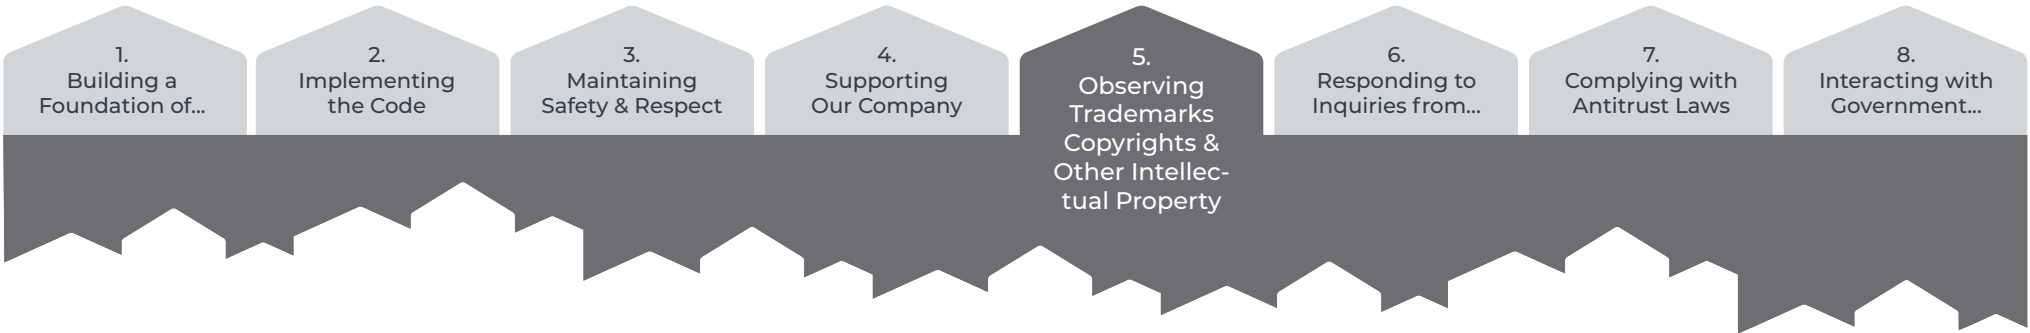 1.
Building a
Foundation of...
2.
Implementing
the Code
3.
Maintaining
Safety & Respect
4.
Supporting
Our Company
5.
Observing
Trademarks
Copyrights &
Other Intellec-
tual Property
6.
Responding to
Inquiries from...
7.
Complying with
Antitrust Laws
8.
Interacting with
Government...